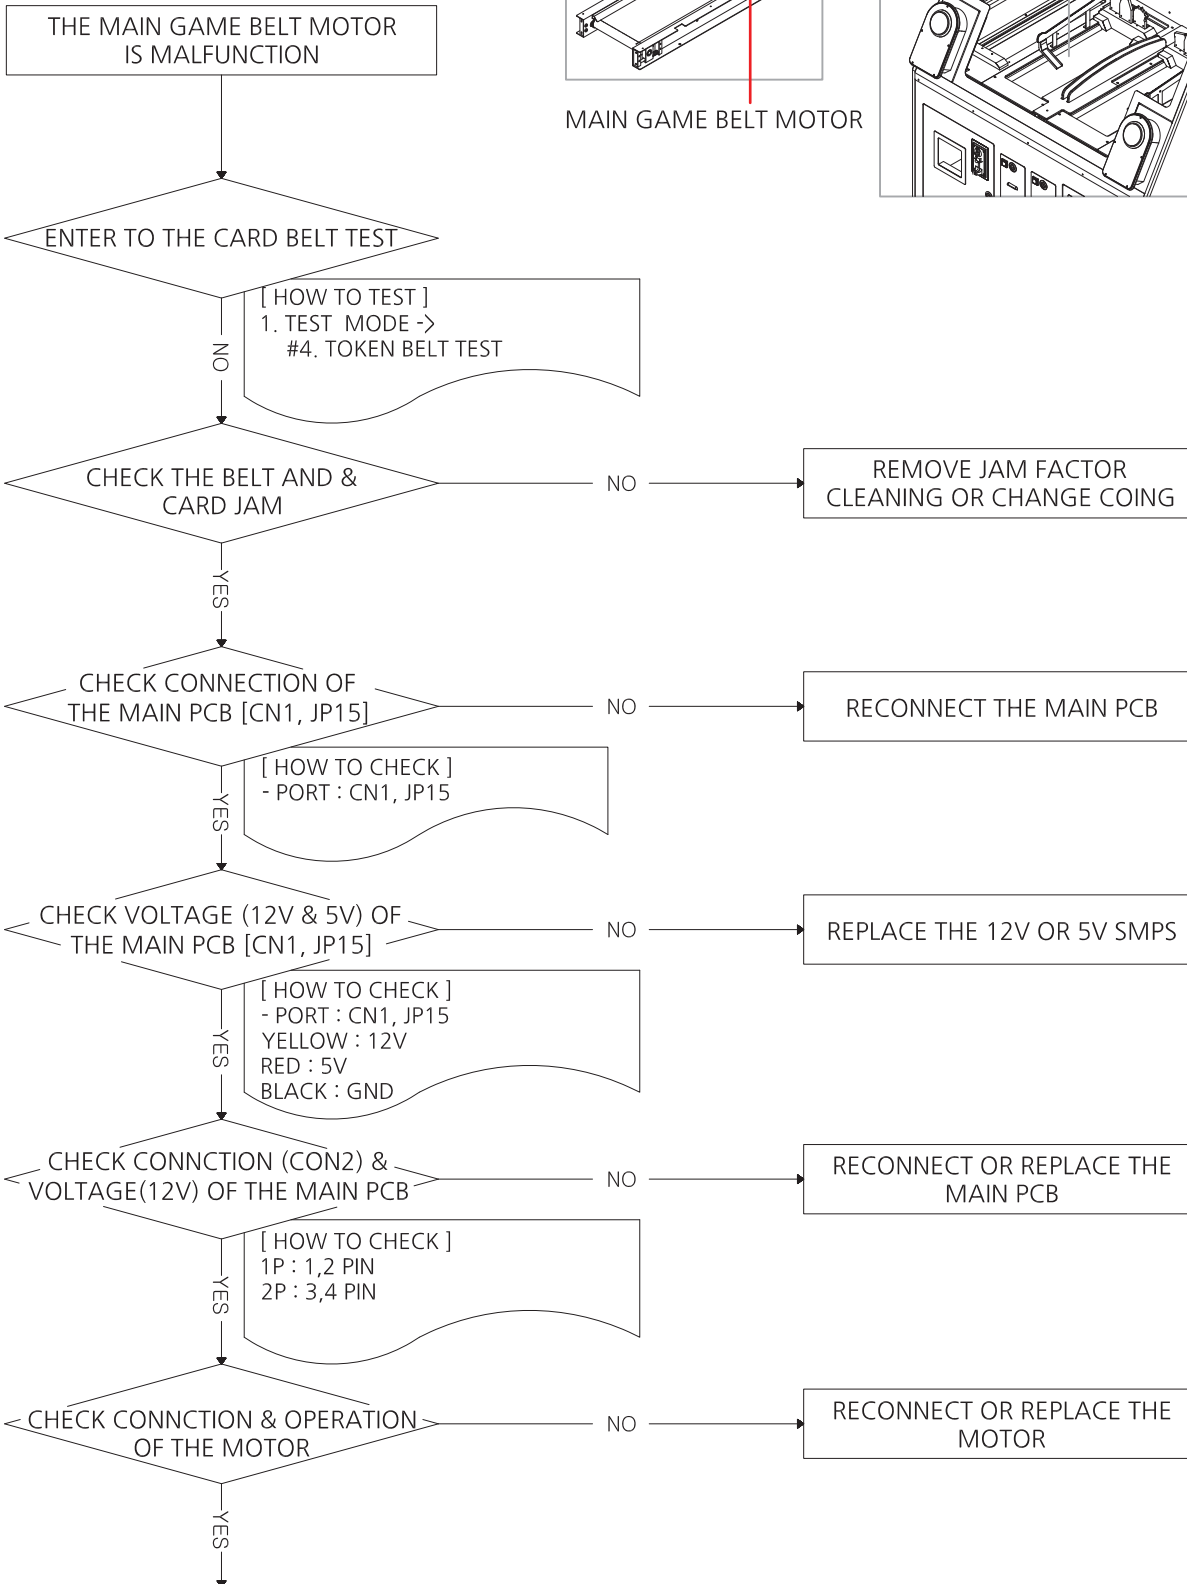 THE MAIN GAME BELT MOTOR
IS MALFUNCTION
MAIN GAME BELT MOTOR
ENTER TO THE CARD BELT TEST
[ HOW TO TEST ]
1. TEST MODE ->
#4. TOKEN BELT TEST
NO
CHECK THE BELT AND &
CARD JAM
NO
REMOVE JAM FACTOR
CLEANING OR CHANGE COING
YES
CHECK CONNECTION OF
THE MAIN PCB [CN1, JP15]
NO
RECONNECT THE MAIN PCB
[ HOW TO CHECK ]
- PORT : CN1, JP15
YES
CHECK VOLTAGE (12V & 5V) OF
THE MAIN PCB [CN1, JP15]
NO
REPLACE THE 12V OR 5V SMPS
[ HOW TO CHECK ]
- PORT : CN1, JP15
YELLOW : 12V
RED : 5V
BLACK : GND
YES
CHECK CONNCTION (CON2) &
VOLTAGE(12V) OF THE MAIN PCB
NO
RECONNECT OR REPLACE THE
MAIN PCB
[ HOW TO CHECK ]
1P : 1,2 PIN
2P : 3,4 PIN
YES
CHECK CONNCTION & OPERATION
OF THE MOTOR
NO
RECONNECT OR REPLACE THE
MOTOR
YES